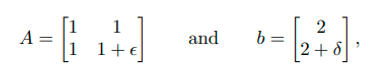 A = [1 1; 1 1 + ϵ] and b = [2; 2 + δ],